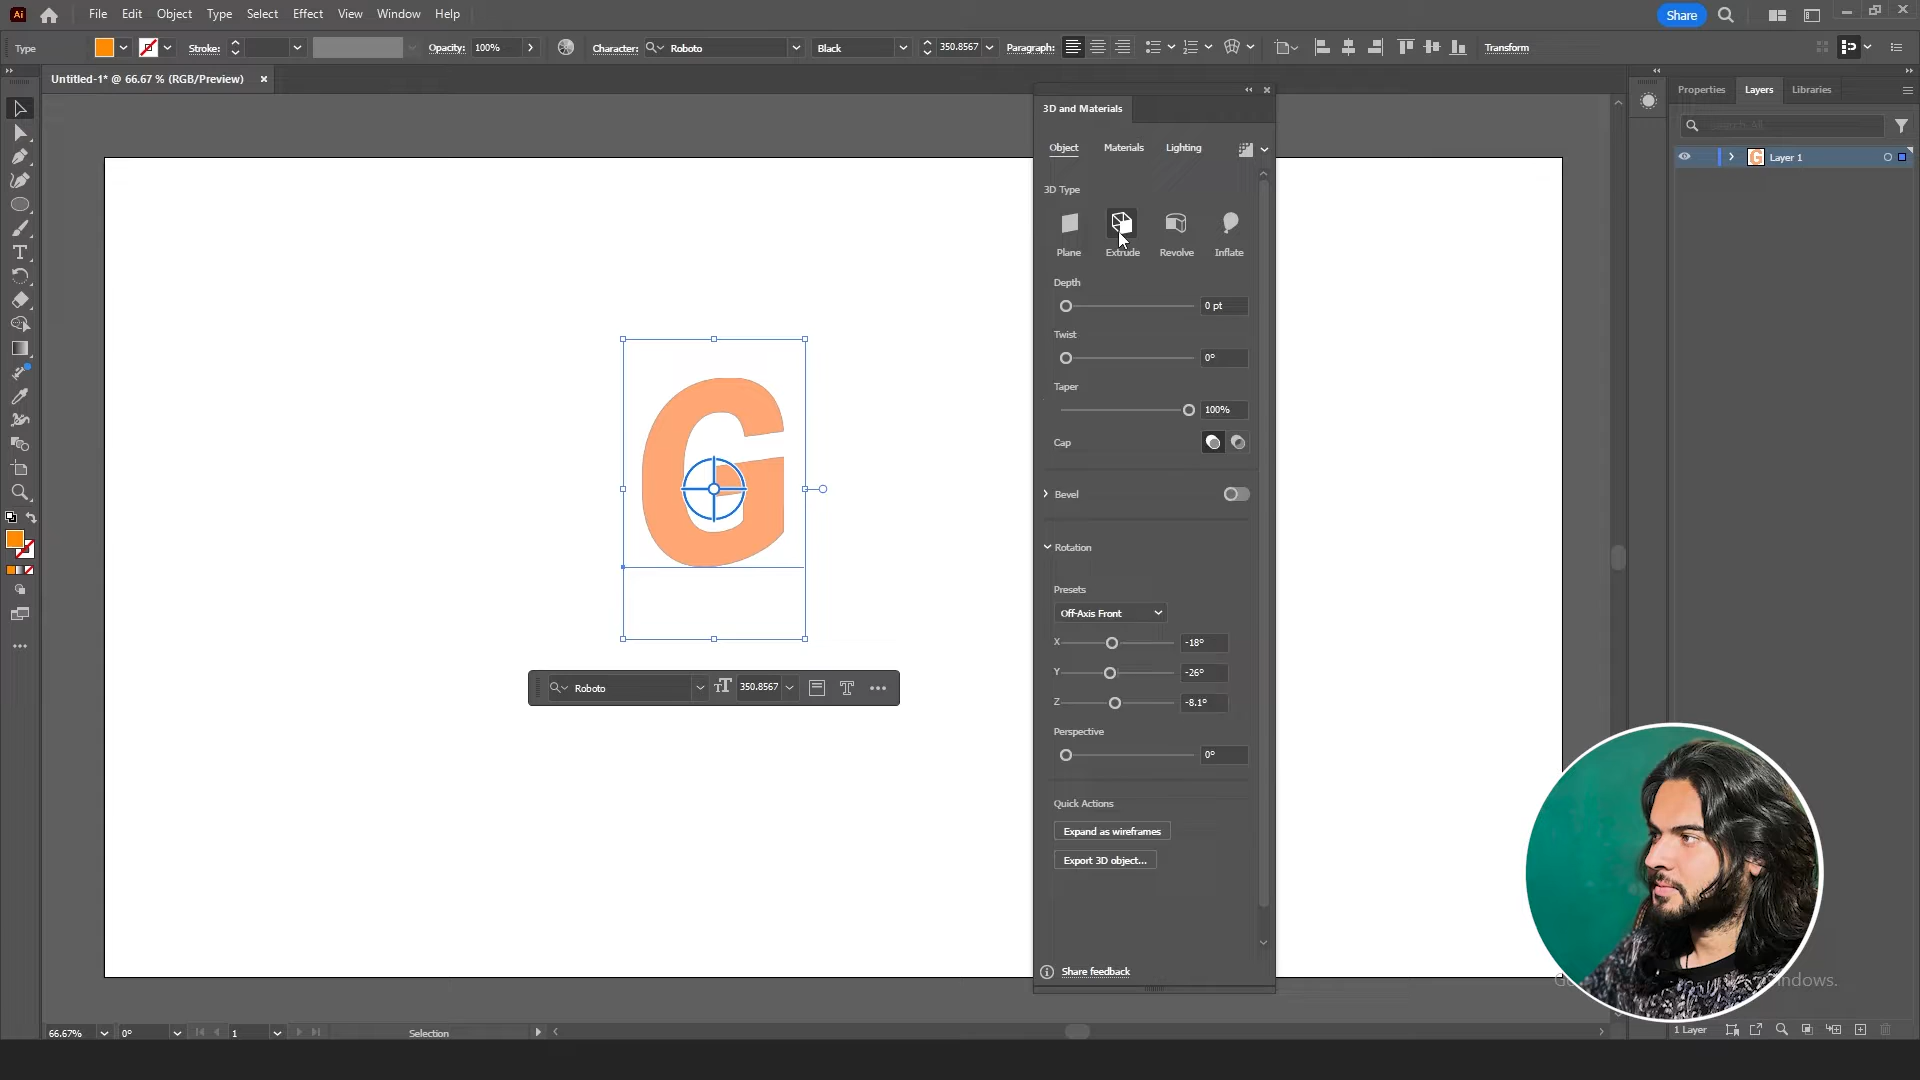 Ai File Edit Object Type Select Effect View Window Help Share
Type Stroke: Opacity: 100% Character: Roboto Black 350.8567 Paragraph: Transform
Untitled-1* @ 66.67 % (RGB/Preview)
Properties Layers Libraries
3D and Materials
Search All
Object Materials Lighting
Layer 1
3D Type
Plane Extrude Revolve Inflate
Depth
0 pt
Twist
0°
Taper
100%
Cap
Bevel
G
Rotation
Presets
Off-Axis Front
X -18°
Y -26°
Z -8.1°
Roboto 350.8567
Perspective
0°
Quick Actions
Expand as wireframes
Export 3D object...
Share feedback
66.67% 0° 1 Selection
1 Layer